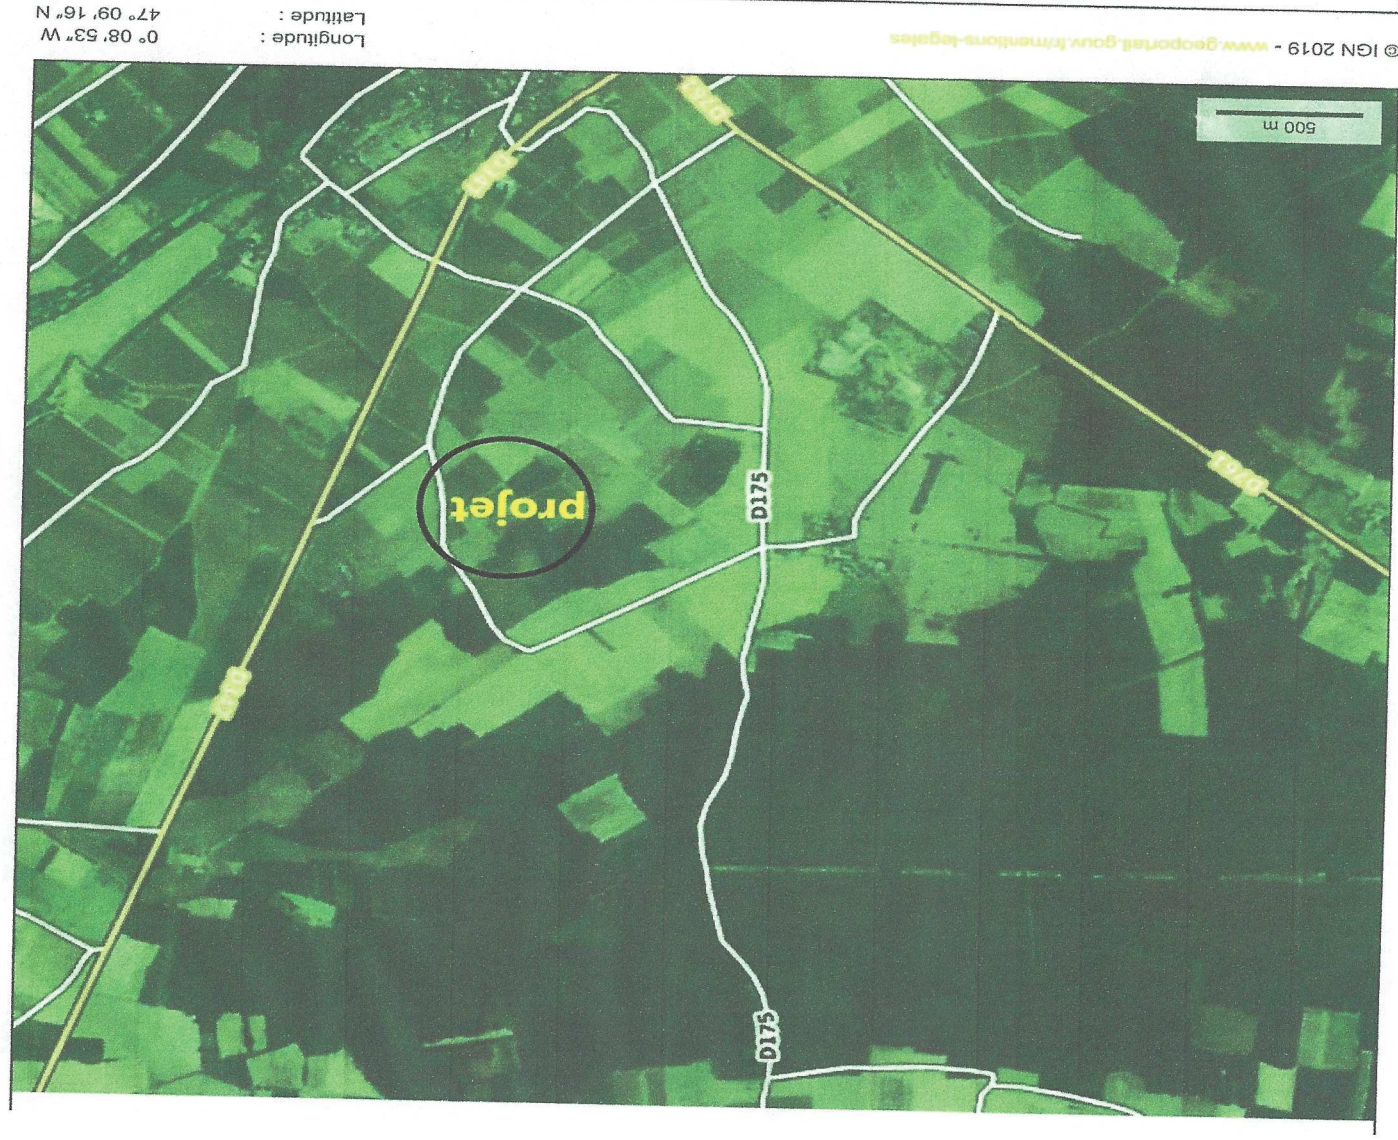 D175
projet
D175
500 m
© IGN 2019 - www.geoportail.gouv.fr/mentions-legales
Longitude : 0° 08' 53" W
Latitude : 47° 09' 16" N